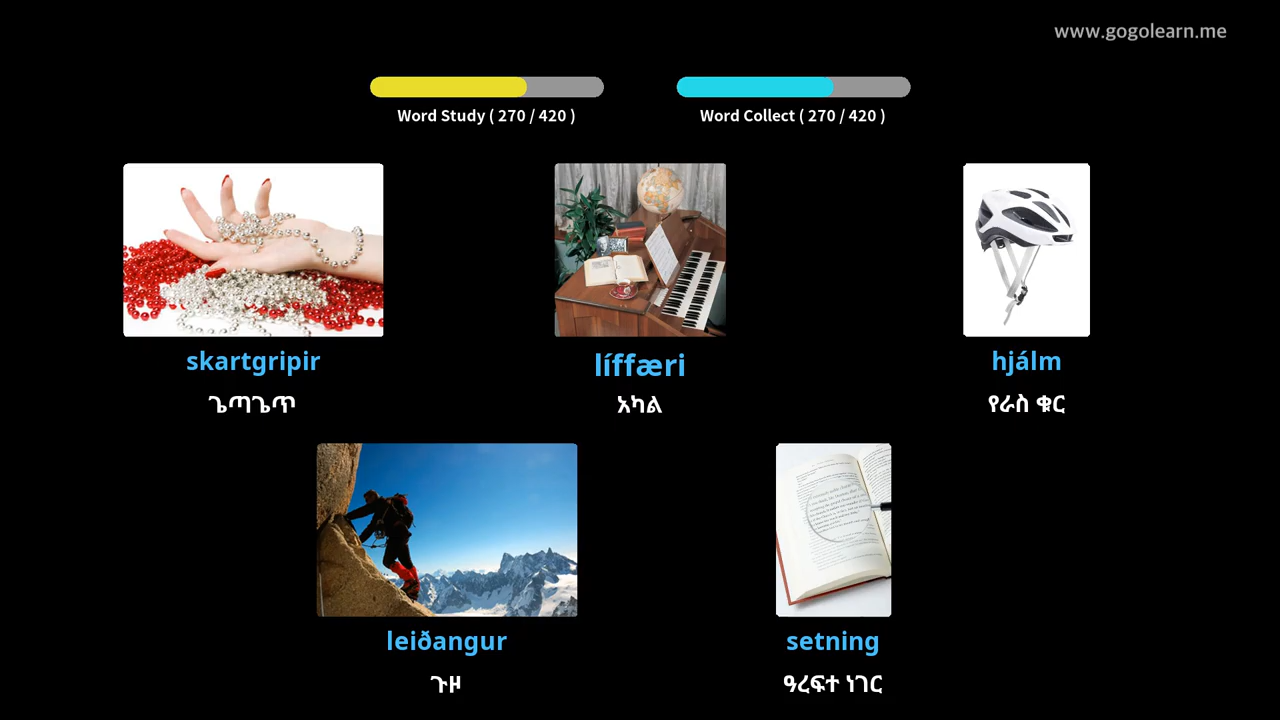 www.gogolearn.me
Word Study ( 270 / 420 )
Word Collect ( 270 / 420 )
skartgripir
ጌጣጌጥ
líffæri
አካል
hjálm
የራስ ቁር
leiðangur
ጉዞ
setning
ዓረፍተ ነገር